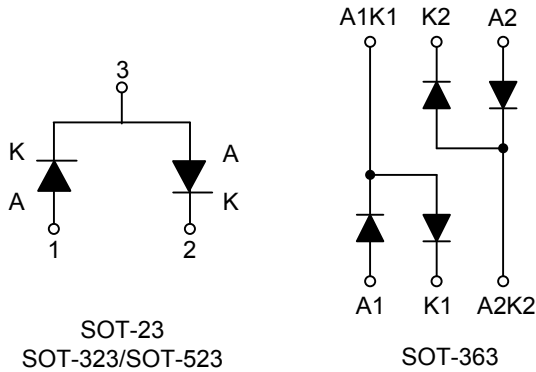 A1K1 K2 A2
3
K A
A K
1 2
A1 K1 A2K2
SOT-23
SOT-323/SOT-523
SOT-363